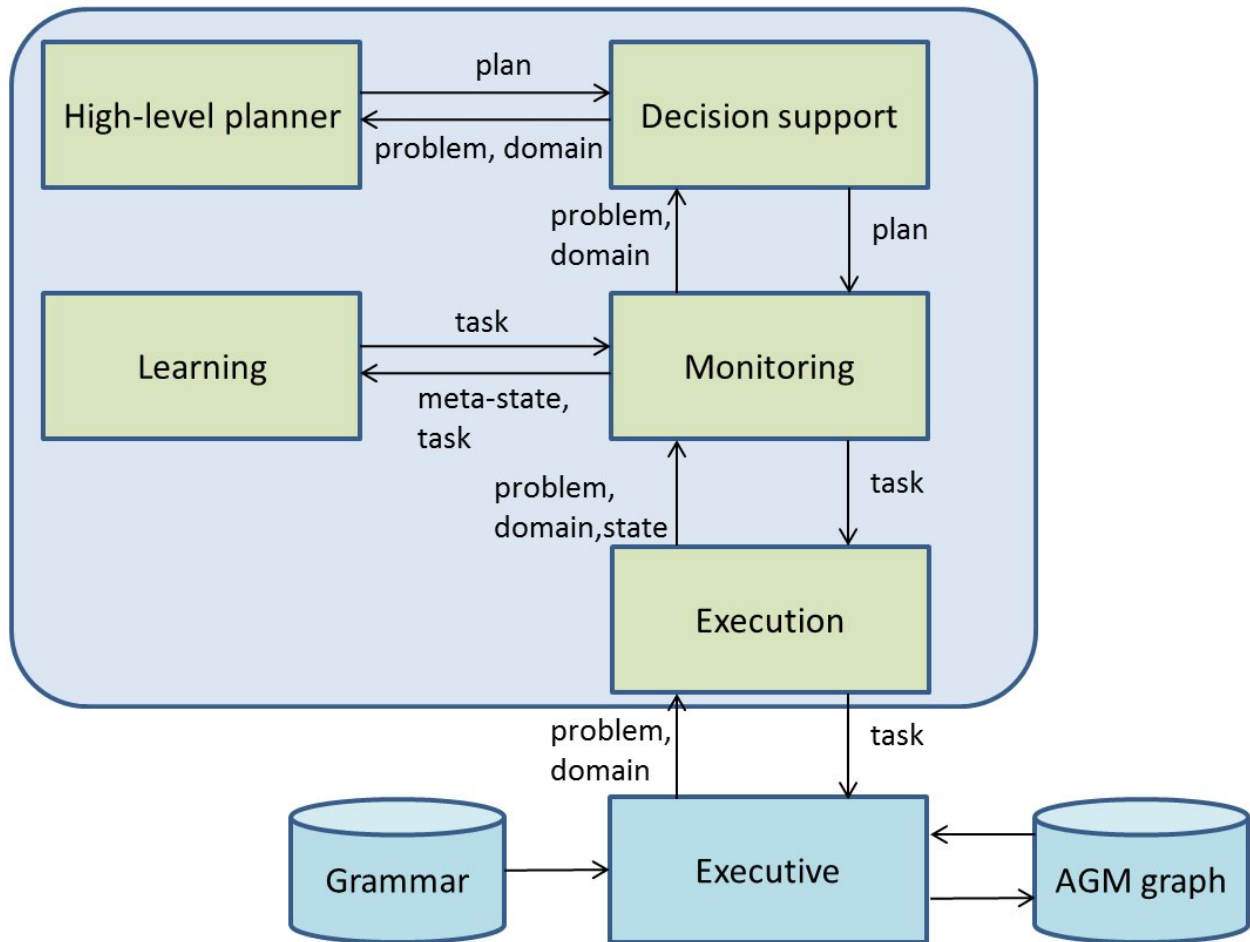 plan
High-level planner
Decision support
problem, domain
problem,
domain
plan
task
Learning
Monitoring
meta-state,
task
problem,
domain,state
task
Execution
problem,
domain
task
Grammar
Executive
AGM graph